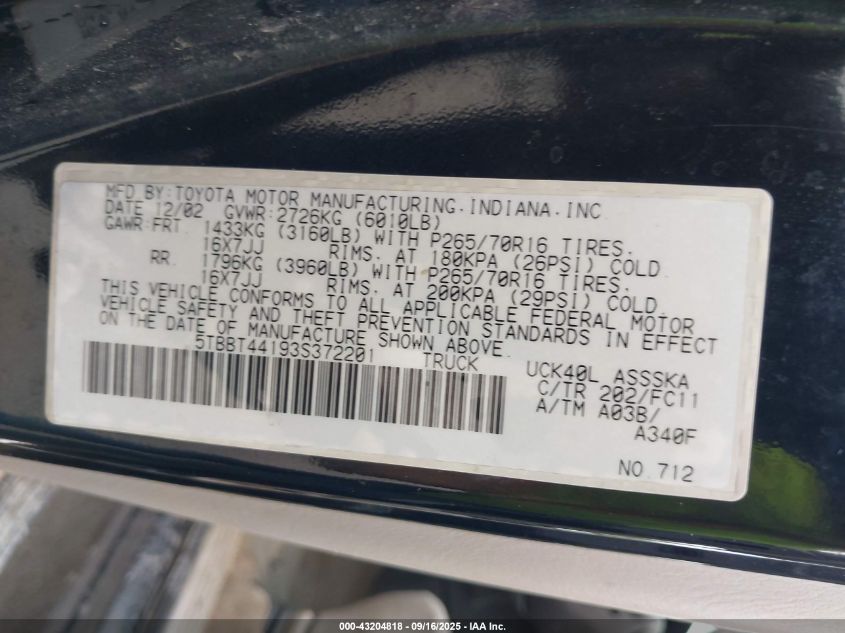 MFD BY:TOYOTA MOTOR MANUFACTURING.INDIANA.INC
DATE 12/02 GVWR:2726KG (6010LB)
GAWR:FRT. 1433KG (3160LB) WITH P265/70R16 TIRES.
16X7JJ RIMS. AT 180KPA (26PSI) COLD
RR. 1796KG (3960LB) WITH P265/70R16 TIRES.
16X7JJ RIMS. AT 200KPA (29PSI) COLD
THIS VEHICLE CONFORMS TO ALL APPLICABLE FEDERAL MOTOR
VEHICLE SAFETY AND THEFT PREVENTION STANDARDS IN EFFECT
ON THE DATE OF MANUFACTURE SHOWN ABOVE.
5TBBT44193S372201 TRUCK
UCK40L ASSSKA
C/TR 202/FC11
A/TM A03B/
A340F
NO.712
000-43204818 - 09/16/2025 - IAA Inc.